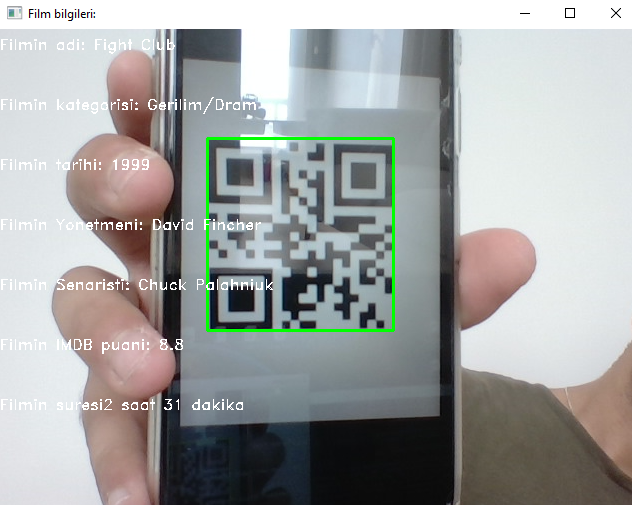 Film bilgileri:
Filmin adi: Fight Club
Filmin kategorisi: Gerilim/Dram
Filmin tarihi: 1999
Filmin Yonetmeni: David Fincher
Filmin Senaristi: Chuck Palahniuk
Filmin IMDB puani: 8.8
Filmin suresi2 saat 31 dakika